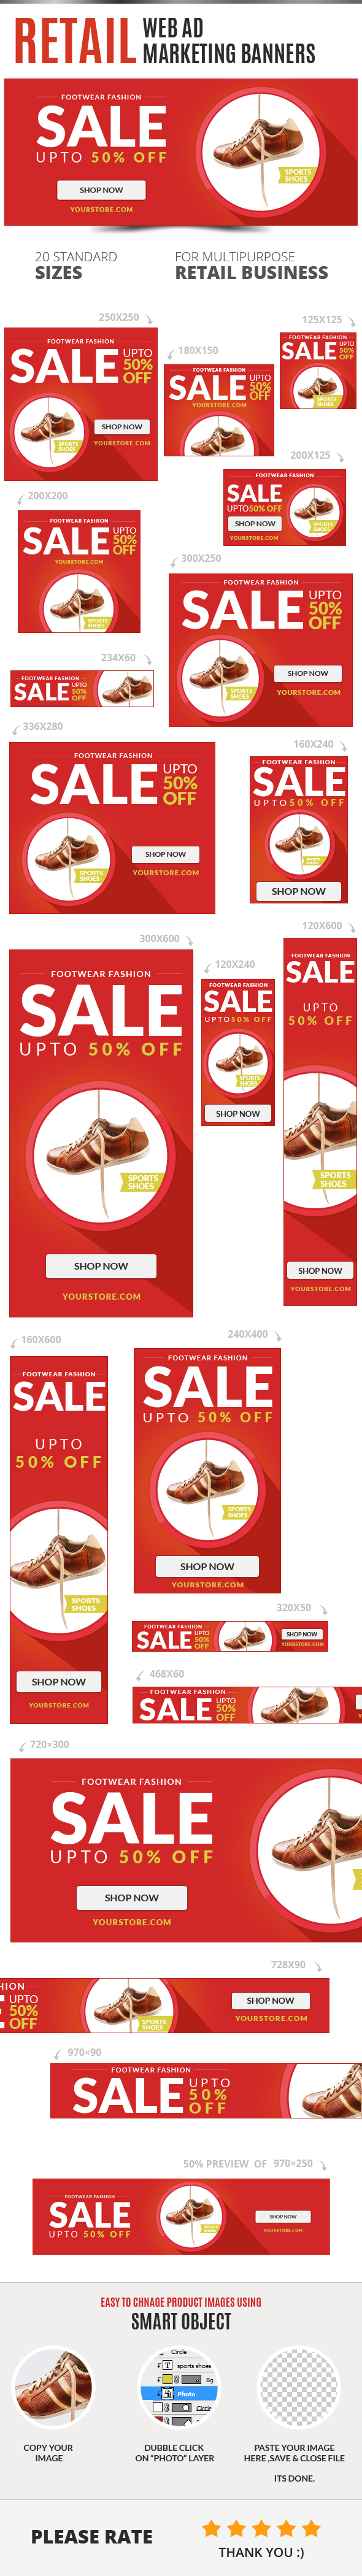 RETAIL WEB AD
MARKETING BANNERS
FOOTWEAR FASHION
SALE
UPTO 50% OFF
SHOP NOW
YOURSTORE.COM
SPORTS
SHOES
20 STANDARD
SIZES
FOR MULTIPURPOSE
RETAIL BUSINESS
250X250
FOOTWEAR FASHION
SALE UPTO
50%
OFF
SHOP NOW
YOURSTORE.COM
SPORTS
SHOES
180X150
FOOTWEAR FASHION
SALE UPTO
50%
OFF
YOURSTORE.COM
125X125
FOOTWEAR FASHION
SALE UPTO
50%
OFF
SPORTS
SHOES
200X125
FOOTWEAR FASHION
SALE
UPTO50% OFF
SHOP NOW
YOURSTORE.COM
SPORTS
SHOES
200X200
FOOTWEAR FASHION
SALE UPTO
50%
OFF
YOURSTORE.COM
SPORTS
SHOES
300X250
FOOTWEAR FASHION
SALE UPTO
50%
OFF
SHOP NOW
YOURSTORE.COM
SPORTS
SHOES
234X60
FOOTWEAR FASHION
SALE UPTO
50%
OFF
336X280
FOOTWEAR FASHION
SALE UPTO
50%
OFF
SHOP NOW
YOURSTORE.COM
SPORTS
SHOES
160X240
FOOTWEAR FASHION
SALE
UPTO50% OFF
SPORTS
SHOES
SHOP NOW
300X600
FOOTWEAR FASHION
SALE
UPTO 50% OFF
SPORTS
SHOES
SHOP NOW
YOURSTORE.COM
120X240
FOOTWEAR FASHION
SALE
UPTO50% OFF
SPORTS
SHOES
SHOP NOW
120X600
FOOTWEAR FASHION
SALE
UPTO
50% OFF
SPORTS
SHOES
SHOP NOW
YOURSTORE.COM
160X600
FOOTWEAR FASHION
SALE
UPTO
50% OFF
SPORTS
SHOES
SHOP NOW
YOURSTORE.COM
240X400
FOOTWEAR FASHION
SALE
UPTO 50% OFF
SPORTS
SHOES
SHOP NOW
YOURSTORE.COM
320X50
FOOTWEAR FASHION
SALE UPTO
50%
OFF
SHOP NOW
YOURSTORE.COM
468X60
FOOTWEAR FASHION
SALE UPTO
50%
OFF
720×300
FOOTWEAR FASHION
SALE
UPTO 50% OFF
SHOP NOW
YOURSTORE.COM
728X90
HION
UPTO
50%
OFF
SPORTS
SHOES
SHOP NOW
YOURSTORE.COM
970×90
FOOTWEAR FASHION
SALE UPTO
50%
OFF
50% PREVIEW OF 970×250
FOOTWEAR FASHION
SALE
UPTO 50% OFF
SHOP NOW
YOURSTORE.COM
EASY TO CHNAGE PRODUCT IMAGES USING
SMART OBJECT
Circle
T sports shoes
Photo
Bg
Circle
COPY YOUR
IMAGE
DUBBLE CLICK
ON "PHOTO" LAYER
PASTE YOUR IMAGE
HERE ,SAVE & CLOSE FILE
ITS DONE.
PLEASE RATE
THANK YOU :)